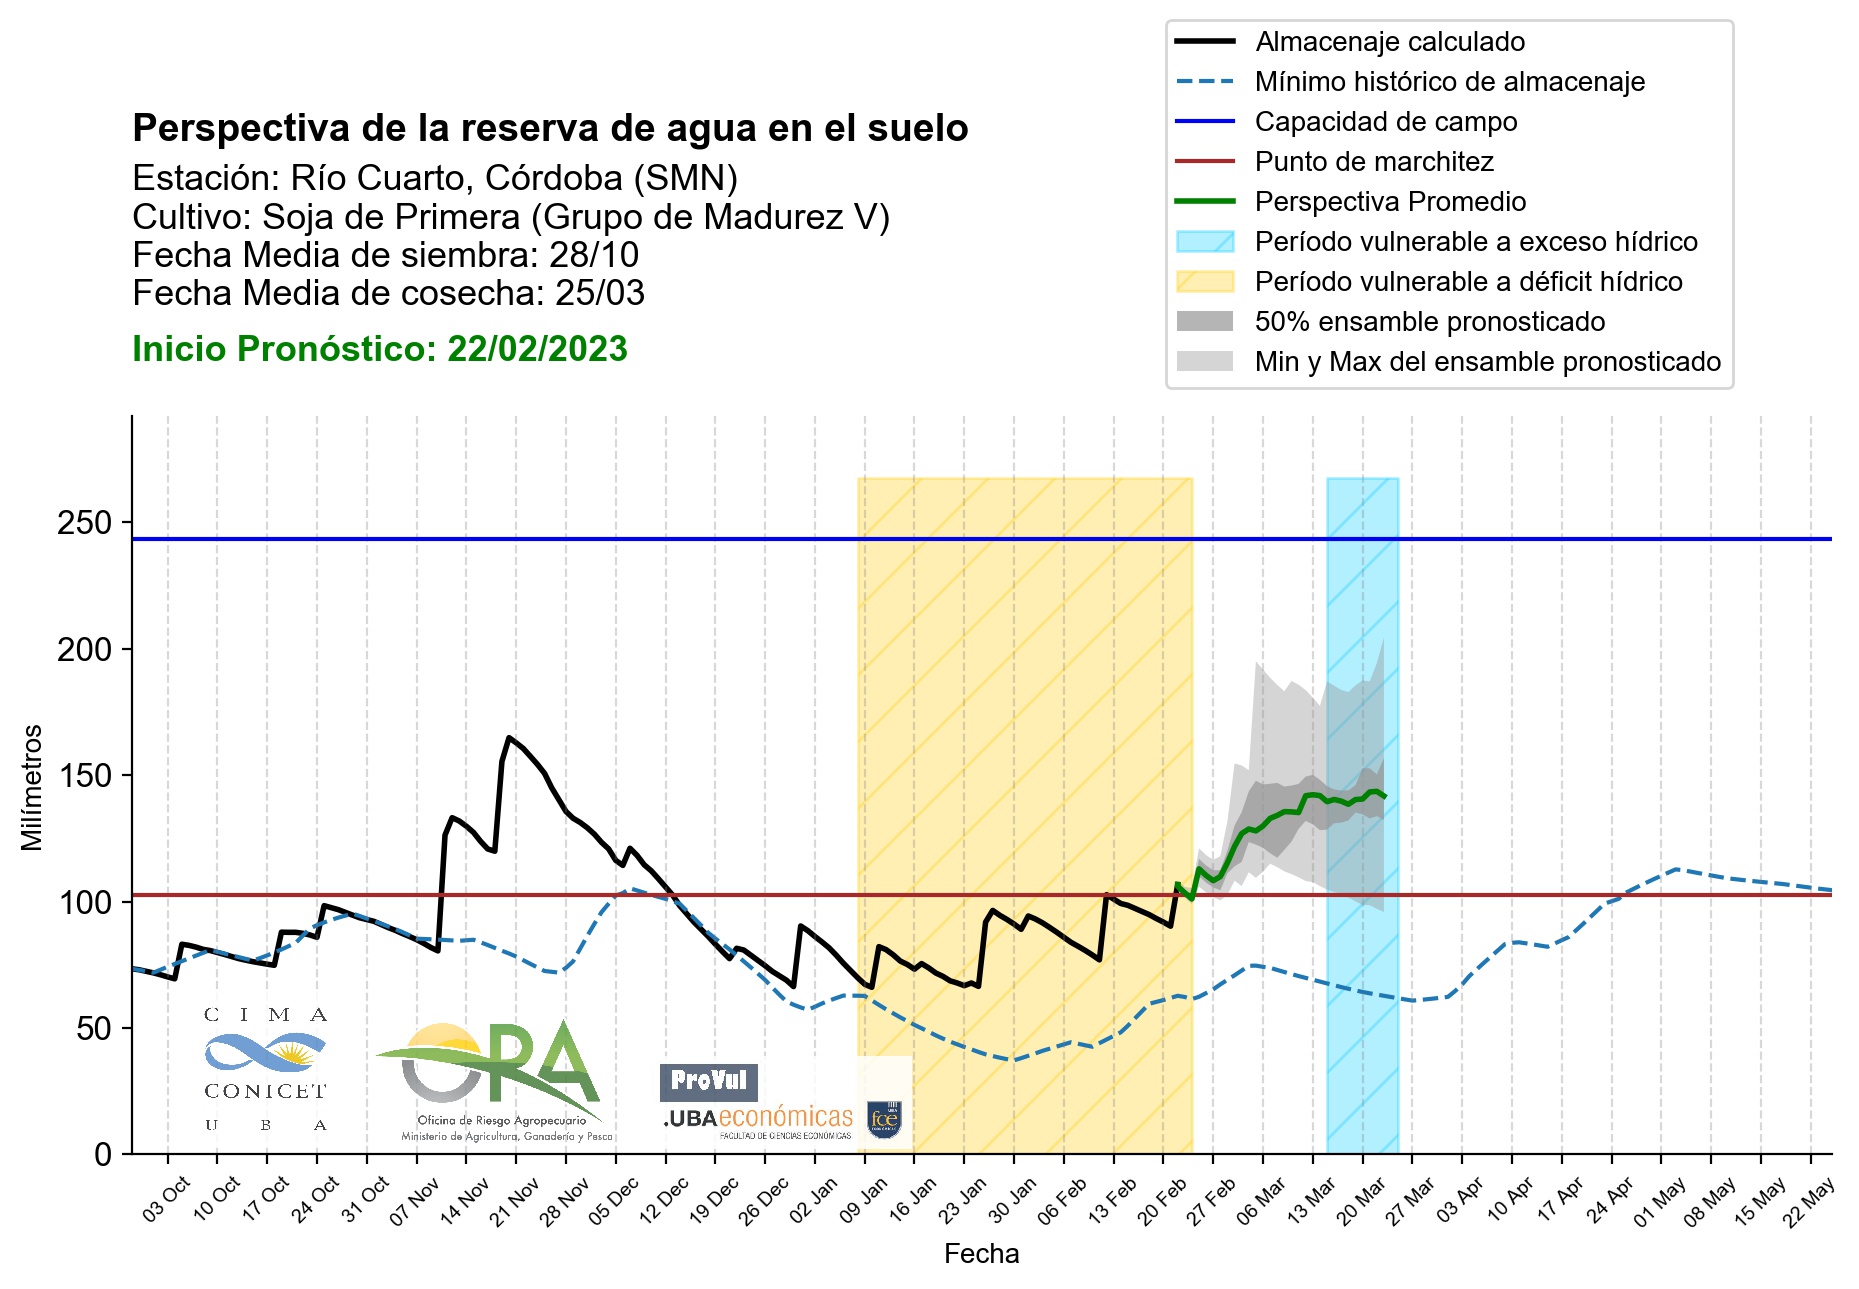 Almacenaje calculado
Mínimo histórico de almacenaje
Capacidad de campo
Punto de marchitez
Perspectiva Promedio
Período vulnerable a exceso hídrico
Período vulnerable a déficit hídrico
50% ensamble pronosticado
Min y Max del ensamble pronosticado
Perspectiva de la reserva de agua en el suelo
Estación: Río Cuarto, Córdoba (SMN)
Cultivo: Soja de Primera (Grupo de Madurez V)
Fecha Media de siembra: 28/10
Fecha Media de cosecha: 25/03
Inicio Pronóstico: 22/02/2023
250
200
150
100
50
0
Milímetros
C I M A
CONICET
U B A
ORA
Oficina de Riesgo Agropecuario
Ministerio de Agricultura, Ganadería y Pesca
ProVul
.UBAeconómicas
FACULTAD DE CIENCIAS ECONÓMICAS
fce
03 Oct
10 Oct
17 Oct
24 Oct
31 Oct
07 Nov
14 Nov
21 Nov
28 Nov
05 Dec
12 Dec
19 Dec
26 Dec
02 Jan
09 Jan
16 Jan
23 Jan
30 Jan
06 Feb
13 Feb
20 Feb
27 Feb
06 Mar
13 Mar
20 Mar
27 Mar
03 Apr
10 Apr
17 Apr
24 Apr
01 May
08 May
15 May
22 May
Fecha